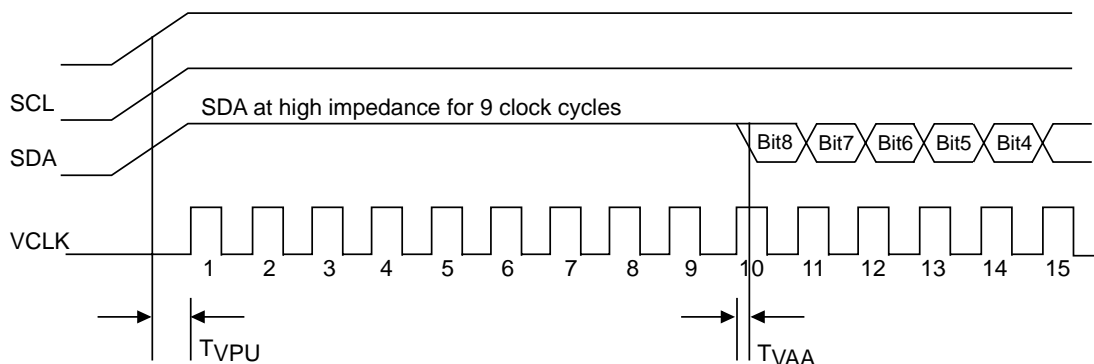 SCL
SDA at high impedance for 9 clock cycles
SDA
Bit8 Bit7 Bit6 Bit5 Bit4
VCLK
1 2 3 4 5 6 7 8 9 10 11 12 13 14 15
TVPU TVAA